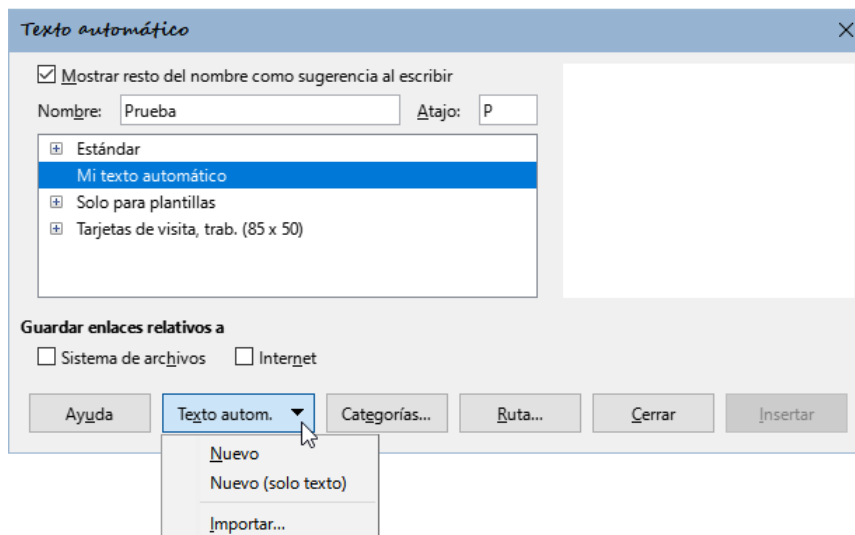 Texto automático
Mostrar resto del nombre como sugerencia al escribir
Nombre: Prueba Atajo: P
Estándar
Mi texto automático
Solo para plantillas
Tarjetas de visita, trab. (85 x 50)
Guardar enlaces relativos a
Sistema de archivos Internet
Ayuda Texto autom. Categorías... Ruta... Cerrar Insertar
Nuevo
Nuevo (solo texto)
Importar...